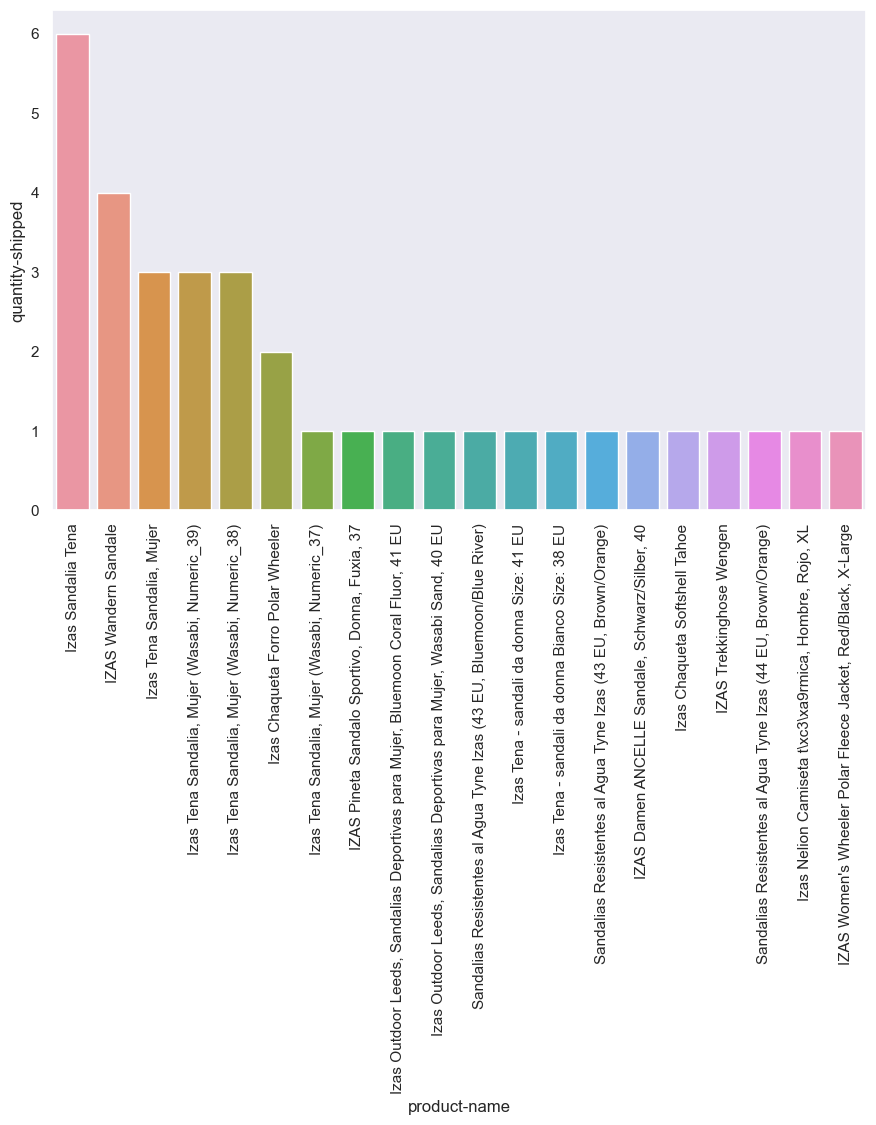 6
5
4
3
2
1
0
quantity-shipped
Izas Sandalia Tena
IZAS Wandern Sandale
Izas Tena Sandalia, Mujer
Izas Tena Sandalia, Mujer (Wasabi, Numeric_39)
Izas Tena Sandalia, Mujer (Wasabi, Numeric_38)
Izas Chaqueta Forro Polar Wheeler
Izas Tena Sandalia, Mujer (Wasabi, Numeric_37)
IZAS Pineta Sandalo Sportivo, Donna, Fuxia, 37
Izas Outdoor Leeds, Sandalias Deportivas para Mujer, Bluemoon Coral Fluor, 41 EU
Izas Outdoor Leeds, Sandalias Deportivas para Mujer, Wasabi Sand, 40 EU
Sandalias Resistentes al Agua Tyne Izas (43 EU, Bluemoon/Blue River)
Izas Tena - sandali da donna Size: 41 EU
Izas Tena - sandali da donna Bianco Size: 38 EU
Sandalias Resistentes al Agua Tyne Izas (43 EU, Brown/Orange)
IZAS Damen ANCELLE Sandale, Schwarz/Silber, 40
Izas Chaqueta Softshell Tahoe
IZAS Trekkinghose Wengen
Sandalias Resistentes al Agua Tyne Izas (44 EU, Brown/Orange)
Izas Nelion Camiseta t\xc3\xa9rmica, Hombre, Rojo, XL
IZAS Women's Wheeler Polar Fleece Jacket, Red/Black, X-Large
product-name